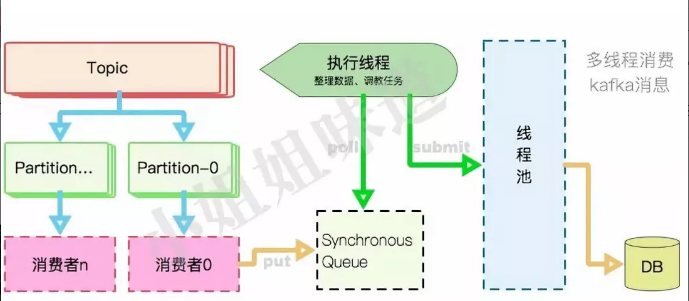 Topic
执行线程
整理数据、调教任务
多线程消费
kafka消息
Partition...
Partition-0
poll
submit
线
程
池
消费者n
消费者0
put
Synchronous
Queue
DB
小姐姐味道